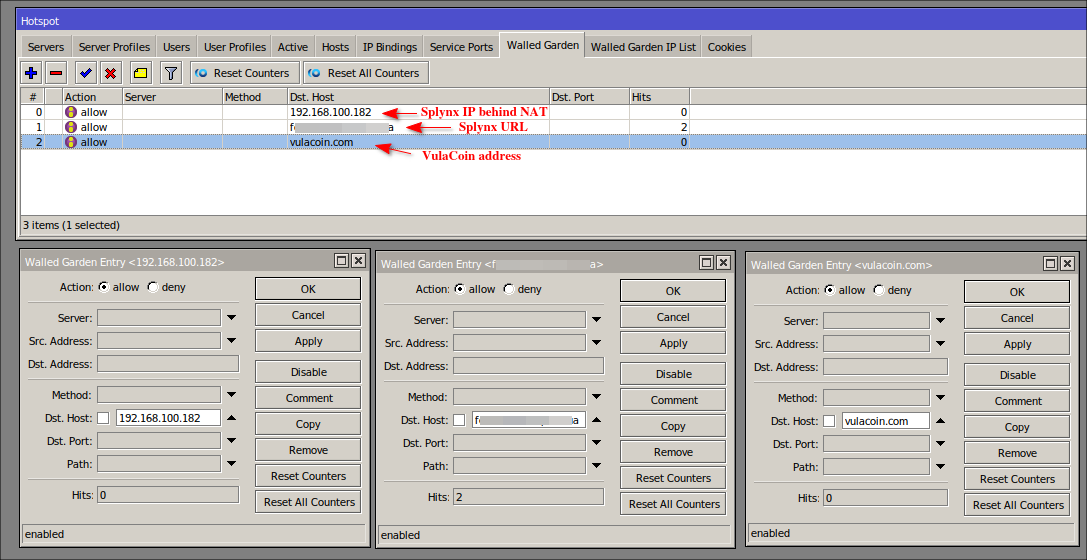 Hotspot
Servers Server Profiles Users User Profiles Active Hosts IP Bindings Service Ports Walled Garden Walled Garden IP List Cookies
Reset Counters Reset All Counters
# Action Server Method Dst. Host Dst. Port Hits
0 allow 192.168.100.182 Splynx IP behind NAT 0
1 allow f a Splynx URL 2
2 allow vulacoin.com 0
VulaCoin address
3 items (1 selected)
Walled Garden Entry <192.168.100.182>
Action: allow deny
Server:
Src. Address:
Dst. Address:
Method:
Dst. Host: 192.168.100.182
Dst. Port:
Path:
Hits: 0
OK
Cancel
Apply
Disable
Comment
Copy
Remove
Reset Counters
Reset All Counters
enabled
Walled Garden Entry <f a>
Action: allow deny
Server:
Src. Address:
Dst. Address:
Method:
Dst. Host: f a
Dst. Port:
Path:
Hits: 2
OK
Cancel
Apply
Disable
Comment
Copy
Remove
Reset Counters
Reset All Counters
enabled
Walled Garden Entry <vulacoin.com>
Action: allow deny
Server:
Src. Address:
Dst. Address:
Method:
Dst. Host: vulacoin.com
Dst. Port:
Path:
Hits: 0
OK
Cancel
Apply
Disable
Comment
Copy
Remove
Reset Counters
Reset All Counters
enabled